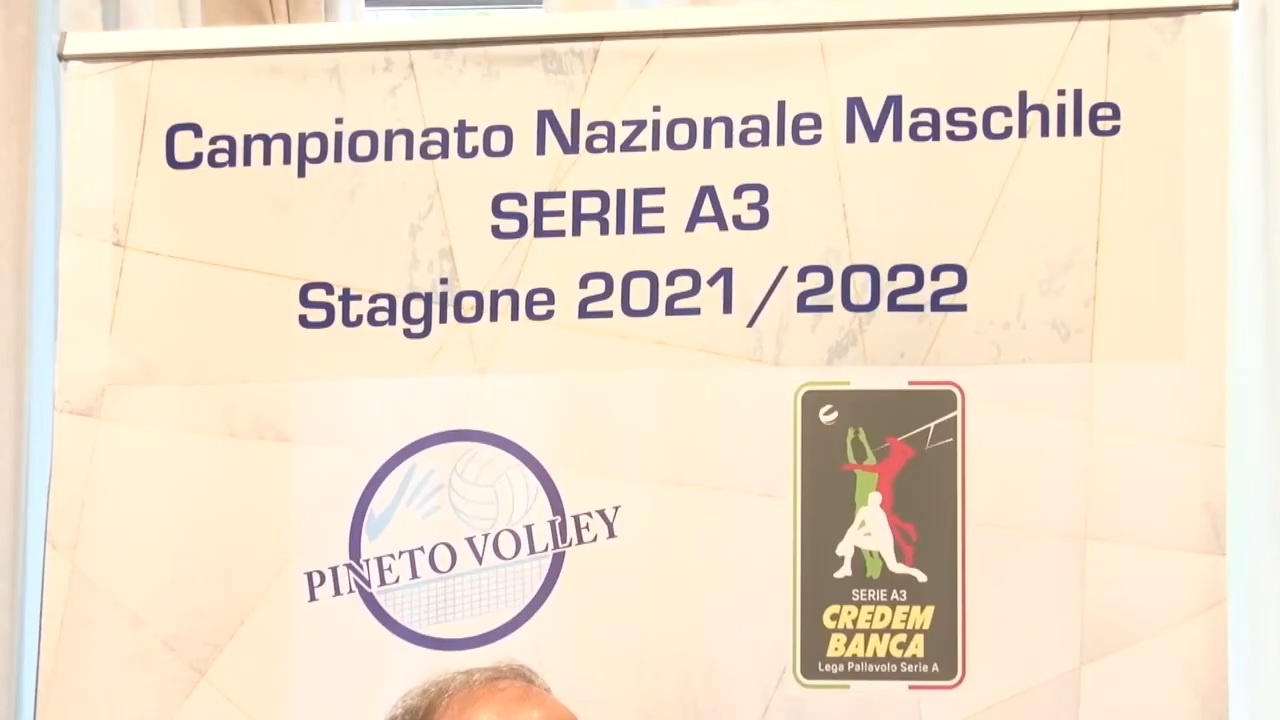 Campionato Nazionale Maschile
SERIE A3
Stagione 2021/2022
PINETO VOLLEY
SERIE A3
CREDEM
BANCA
Lega Pallavolo Serie A